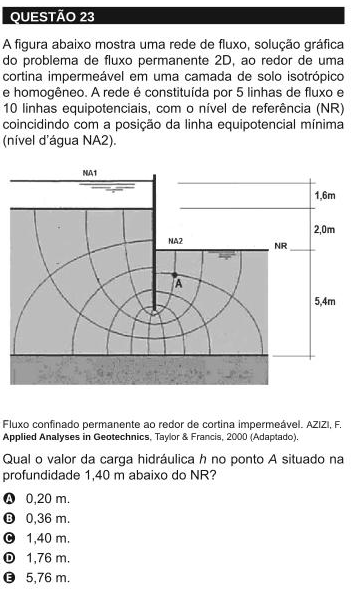 QUESTÃO 23
A figura abaixo mostra uma rede de fluxo, solução gráfica
do problema de fluxo permanente 2D, ao redor de uma
cortina impermeável em uma camada de solo isotrópico
e homogêneo. A rede é constituída por 5 linhas de fluxo e
10 linhas equipotenciais, com o nível de referência (NR)
coincidindo com a posição da linha equipotencial mínima
(nível d'água NA2).
NA1
1,6m
2,0m
NA2
NR
A
5,4m
Fluxo confinado permanente ao redor de cortina impermeável. AZIZI, F.
Applied Analyses in Geotechnics, Taylor & Francis, 2000 (Adaptado).
Qual o valor da carga hidráulica h no ponto A situado na
profundidade 1,40 m abaixo do NR?
A 0,20 m.
B 0,36 m.
C 1,40 m.
D 1,76 m.
E 5,76 m.